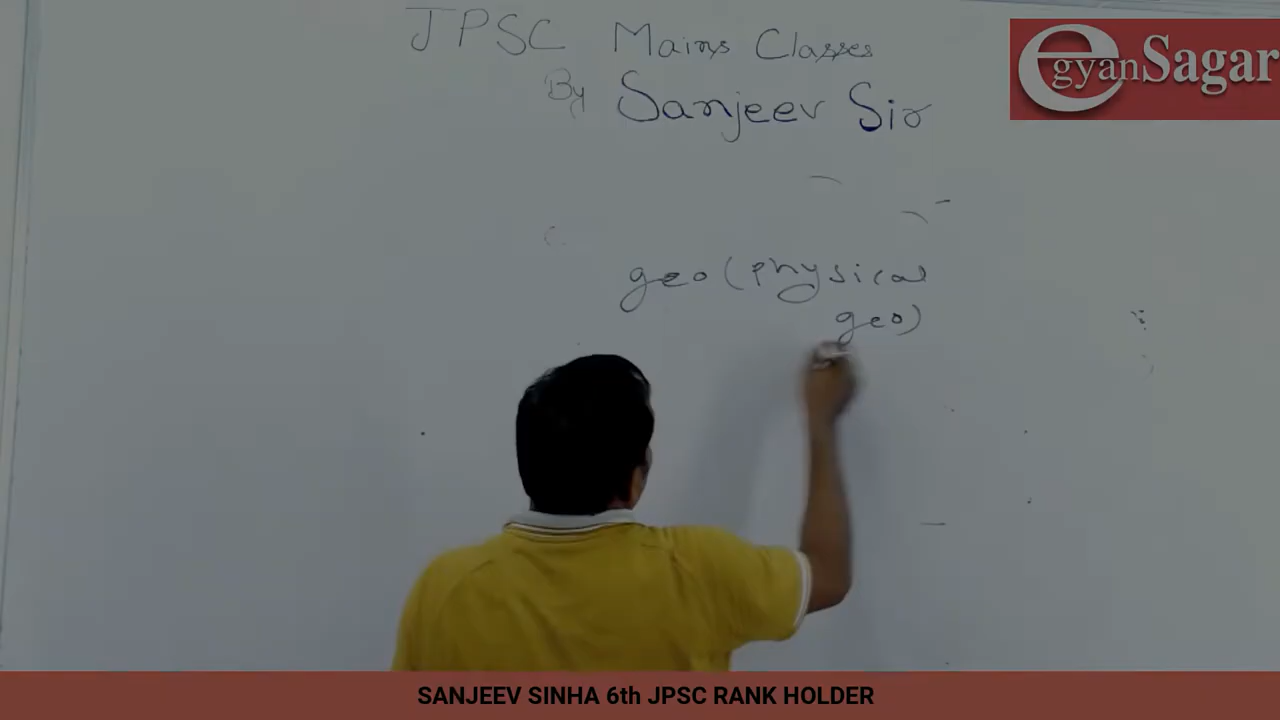 JPSC Mains Classes
By Sanjeev Sir
egyanSagar
geo (Physical
geo)
SANJEEV SINHA 6th JPSC RANK HOLDER